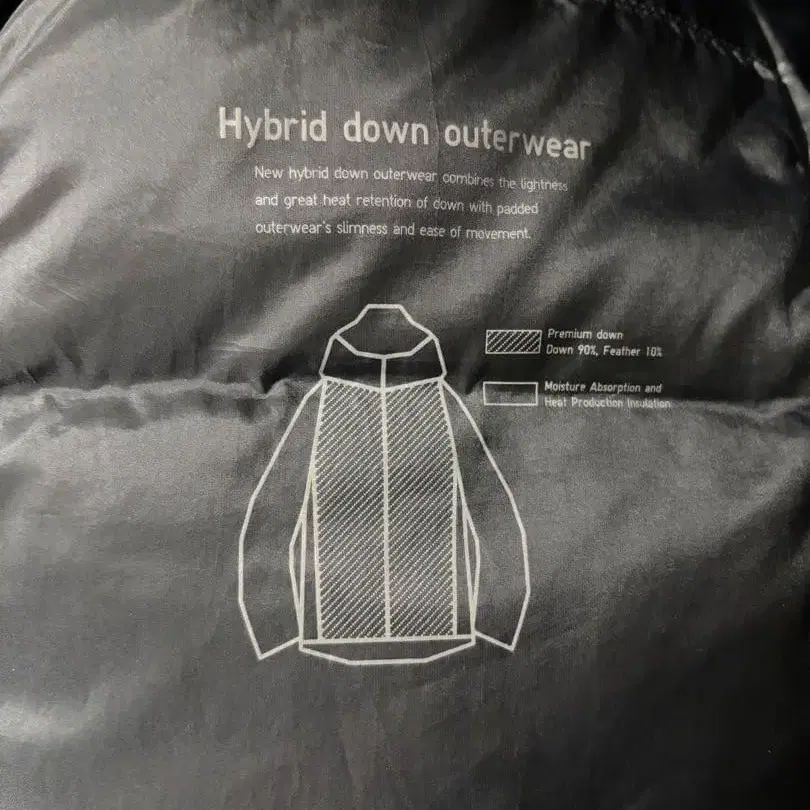 Hybrid down outerwear
New hybrid down outerwear combines the lightness
and great heat retention of down with padded
outerwear's slimness and ease of movement.
Premium down
Down 90%, Feather 10%
Moisture Absorption and
Heat Production Insulation